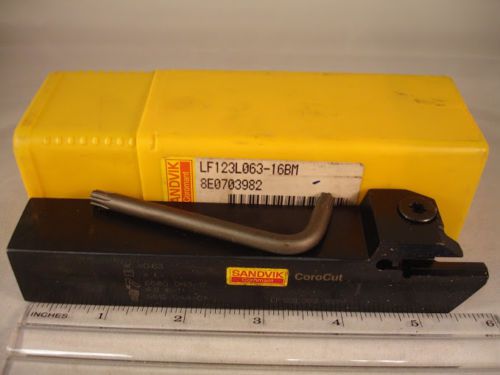 SANDVIK
Coromant
LF123L063-16BM
8E0703982
SANDVIK
Coromant
CoroCut
INCHES
1
2
3
4
5
6